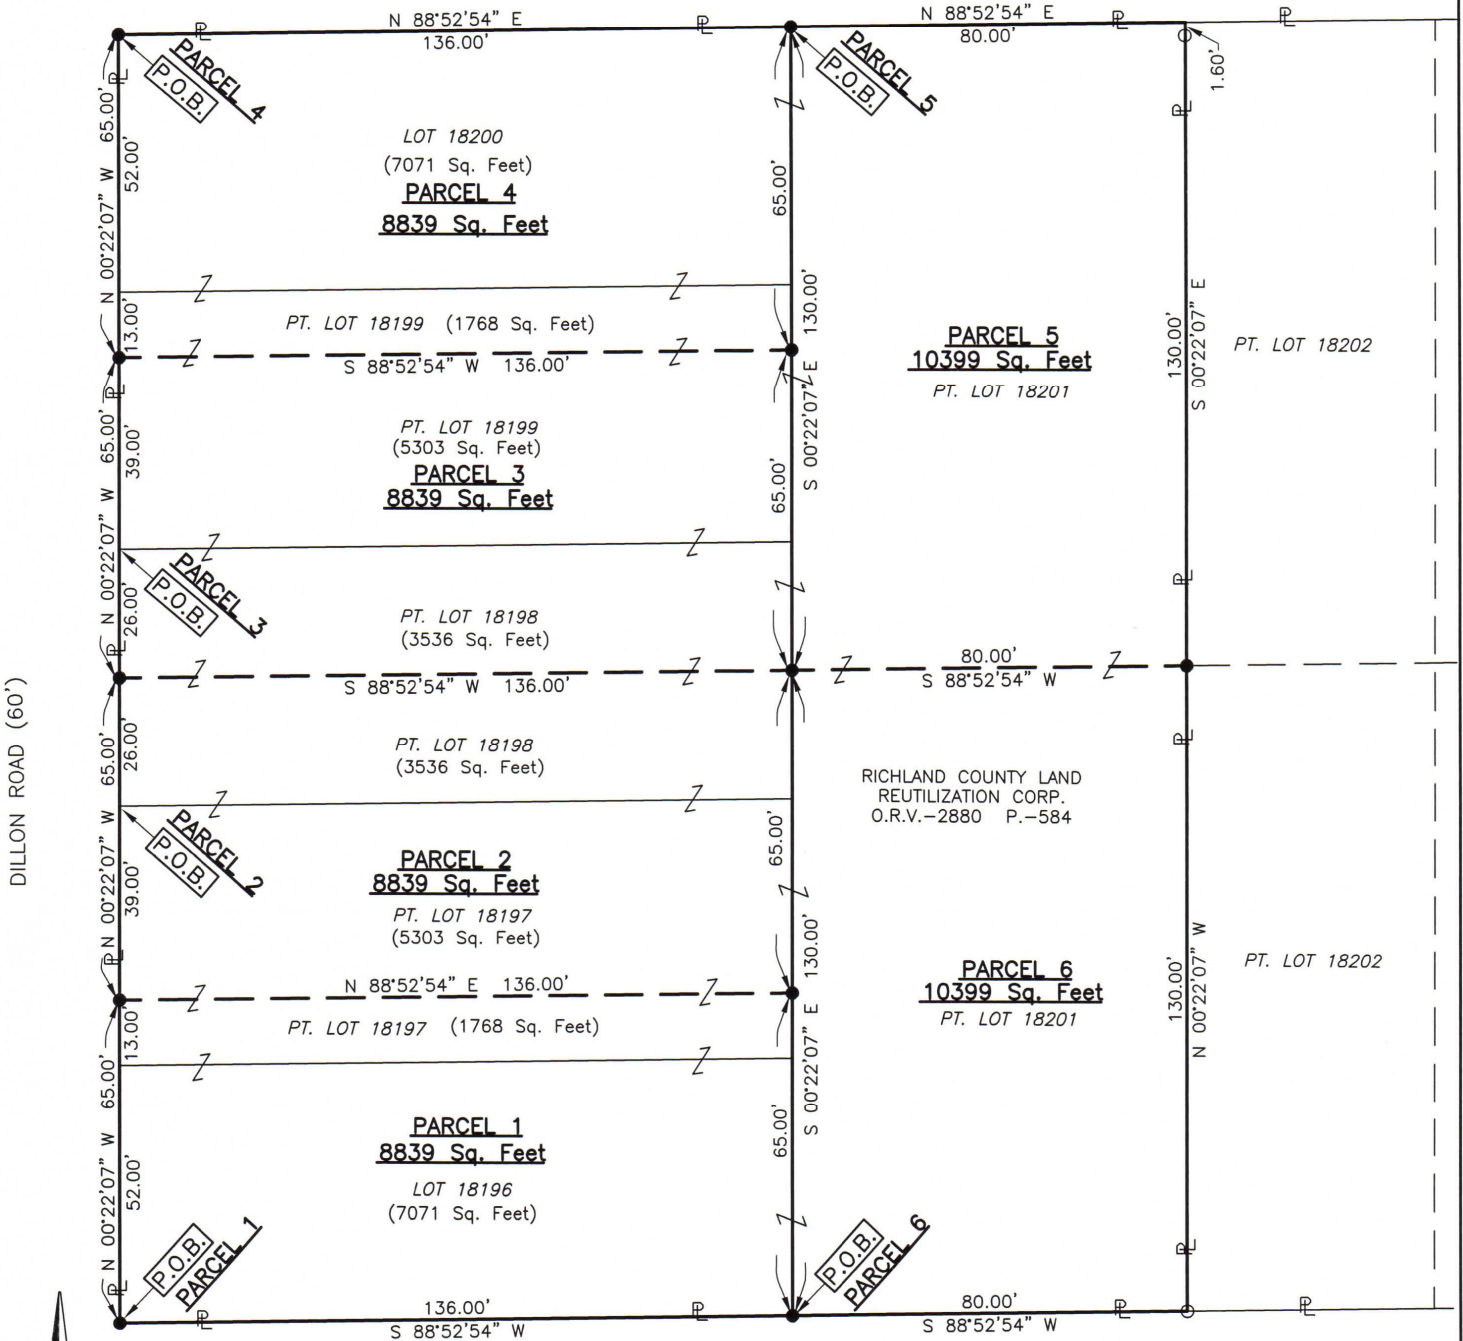 N 88°52'54" E
136.00'
N 88°52'54" E
80.00'
1.60'
PARCEL 4
P.O.B.
PARCEL 5
P.O.B.
65.00'
52.00'
N 00°22'07" W
LOT 18200
(7071 Sq. Feet)
PARCEL 4
8839 Sq. Feet
65.00'
13.00'
PT. LOT 18199 (1768 Sq. Feet)
130.00'
S 88°52'54" W 136.00'
S 00°22'07" E
PARCEL 5
10399 Sq. Feet
PT. LOT 18201
130.00'
S 00°22'07" E
PT. LOT 18202
65.00'
39.00'
N 00°22'07" W
PT. LOT 18199
(5303 Sq. Feet)
PARCEL 3
8839 Sq. Feet
65.00'
PARCEL 3
P.O.B.
26.00'
PT. LOT 18198
(3536 Sq. Feet)
S 88°52'54" W 136.00'
80.00'
S 88°52'54" W
DILLON ROAD (60')
65.00'
26.00'
PT. LOT 18198
(3536 Sq. Feet)
RICHLAND COUNTY LAND
REUTILIZATION CORP.
O.R.V.-2880 P.-584
PARCEL 2
P.O.B.
N 00°22'07" W
39.00'
PARCEL 2
8839 Sq. Feet
PT. LOT 18197
(5303 Sq. Feet)
65.00'
130.00'
N 88°52'54" E 136.00'
PT. LOT 18197 (1768 Sq. Feet)
13.00'
S 00°22'07" E
PARCEL 6
10399 Sq. Feet
PT. LOT 18201
130.00'
N 00°22'07" W
PT. LOT 18202
65.00'
52.00'
N 00°22'07" W
PARCEL 1
8839 Sq. Feet
LOT 18196
(7071 Sq. Feet)
65.00'
P.O.B.
PARCEL 1
P.O.B.
PARCEL 6
136.00'
S 88°52'54" W
80.00'
S 88°52'54" W